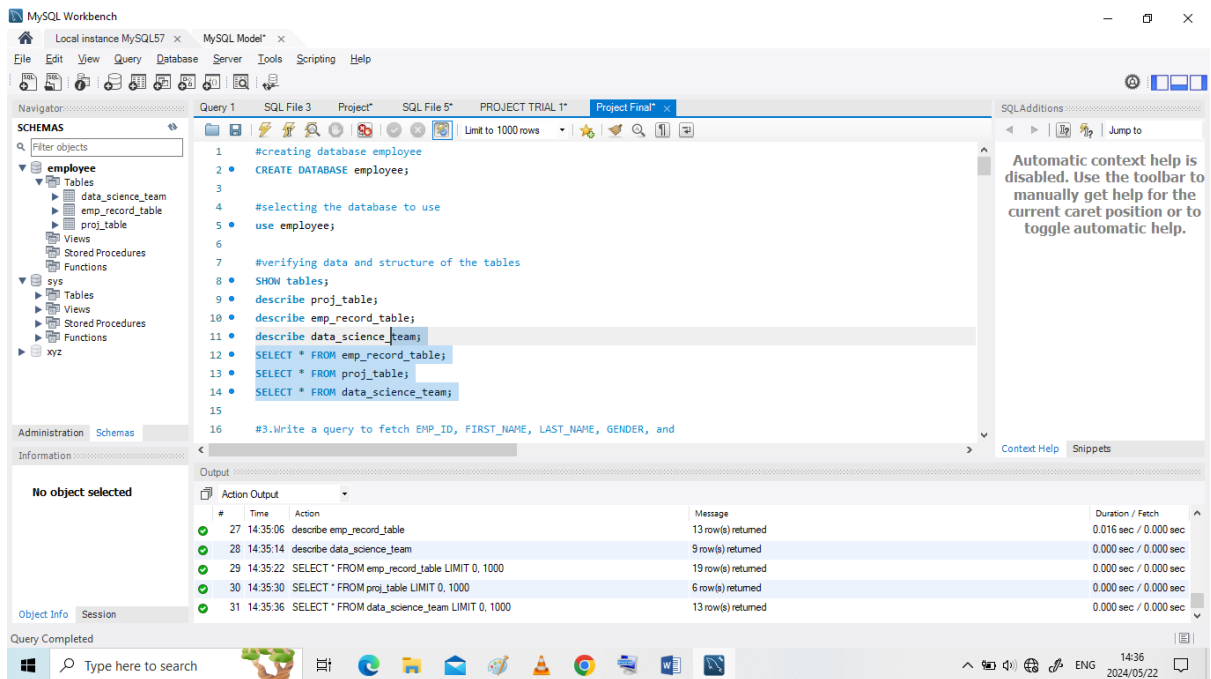 MySQL Workbench
Local instance MySQL57 × MySQL Model* ×
File Edit View Query Database Server Tools Scripting Help
Navigator Query 1 SQL File 3 Project* SQL File 5* PROJECT TRIAL 1* Project Final* × SQLAdditions
SCHEMAS
Filter objects
employee
Tables
data_science_team
emp_record_table
proj_table
Views
Stored Procedures
Functions
sys
Tables
Views
Stored Procedures
Functions
xyz
Administration Schemas
Information
No object selected
Object Info Session
Limit to 1000 rows
1 #creating database employee
2 CREATE DATABASE employee;
3
4 #selecting the database to use
5 use employee;
6
7 #verifying data and structure of the tables
8 SHOW tables;
9 describe proj_table;
10 describe emp_record_table;
11 describe data_science_team;
12 SELECT * FROM emp_record_table;
13 SELECT * FROM proj_table;
14 SELECT * FROM data_science_team;
15
16 #3.Write a query to fetch EMP_ID, FIRST_NAME, LAST_NAME, GENDER, and
Jump to
Automatic context help is
disabled. Use the toolbar to
manually get help for the
current caret position or to
toggle automatic help.
Context Help Snippets
Output
Action Output
# Time Action Message Duration / Fetch
27 14:35:06 describe emp_record_table 13 row(s) returned 0.016 sec / 0.000 sec
28 14:35:14 describe data_science_team 9 row(s) returned 0.000 sec / 0.000 sec
29 14:35:22 SELECT * FROM emp_record_table LIMIT 0, 1000 19 row(s) returned 0.000 sec / 0.000 sec
30 14:35:30 SELECT * FROM proj_table LIMIT 0, 1000 6 row(s) returned 0.000 sec / 0.000 sec
31 14:35:36 SELECT * FROM data_science_team LIMIT 0, 1000 13 row(s) returned 0.000 sec / 0.000 sec
Query Completed
Type here to search
ENG
14:36
2024/05/22